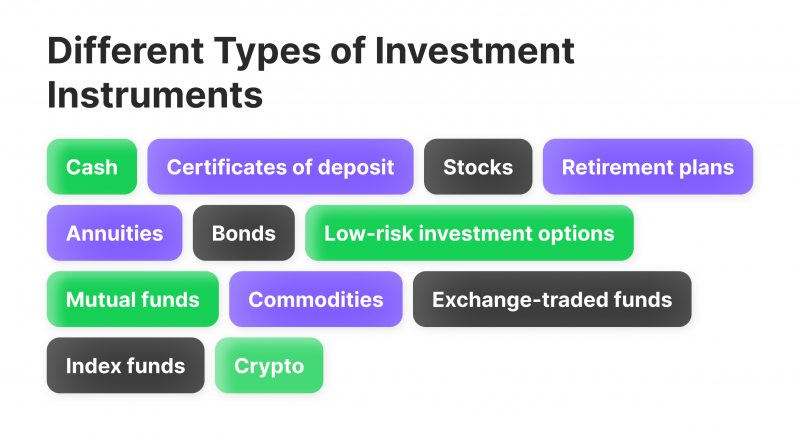 Different Types of Investment
Instruments
Cash Certificates of deposit Stocks Retirement plans
Annuities Bonds Low-risk investment options
Mutual funds Commodities Exchange-traded funds
Index funds Crypto